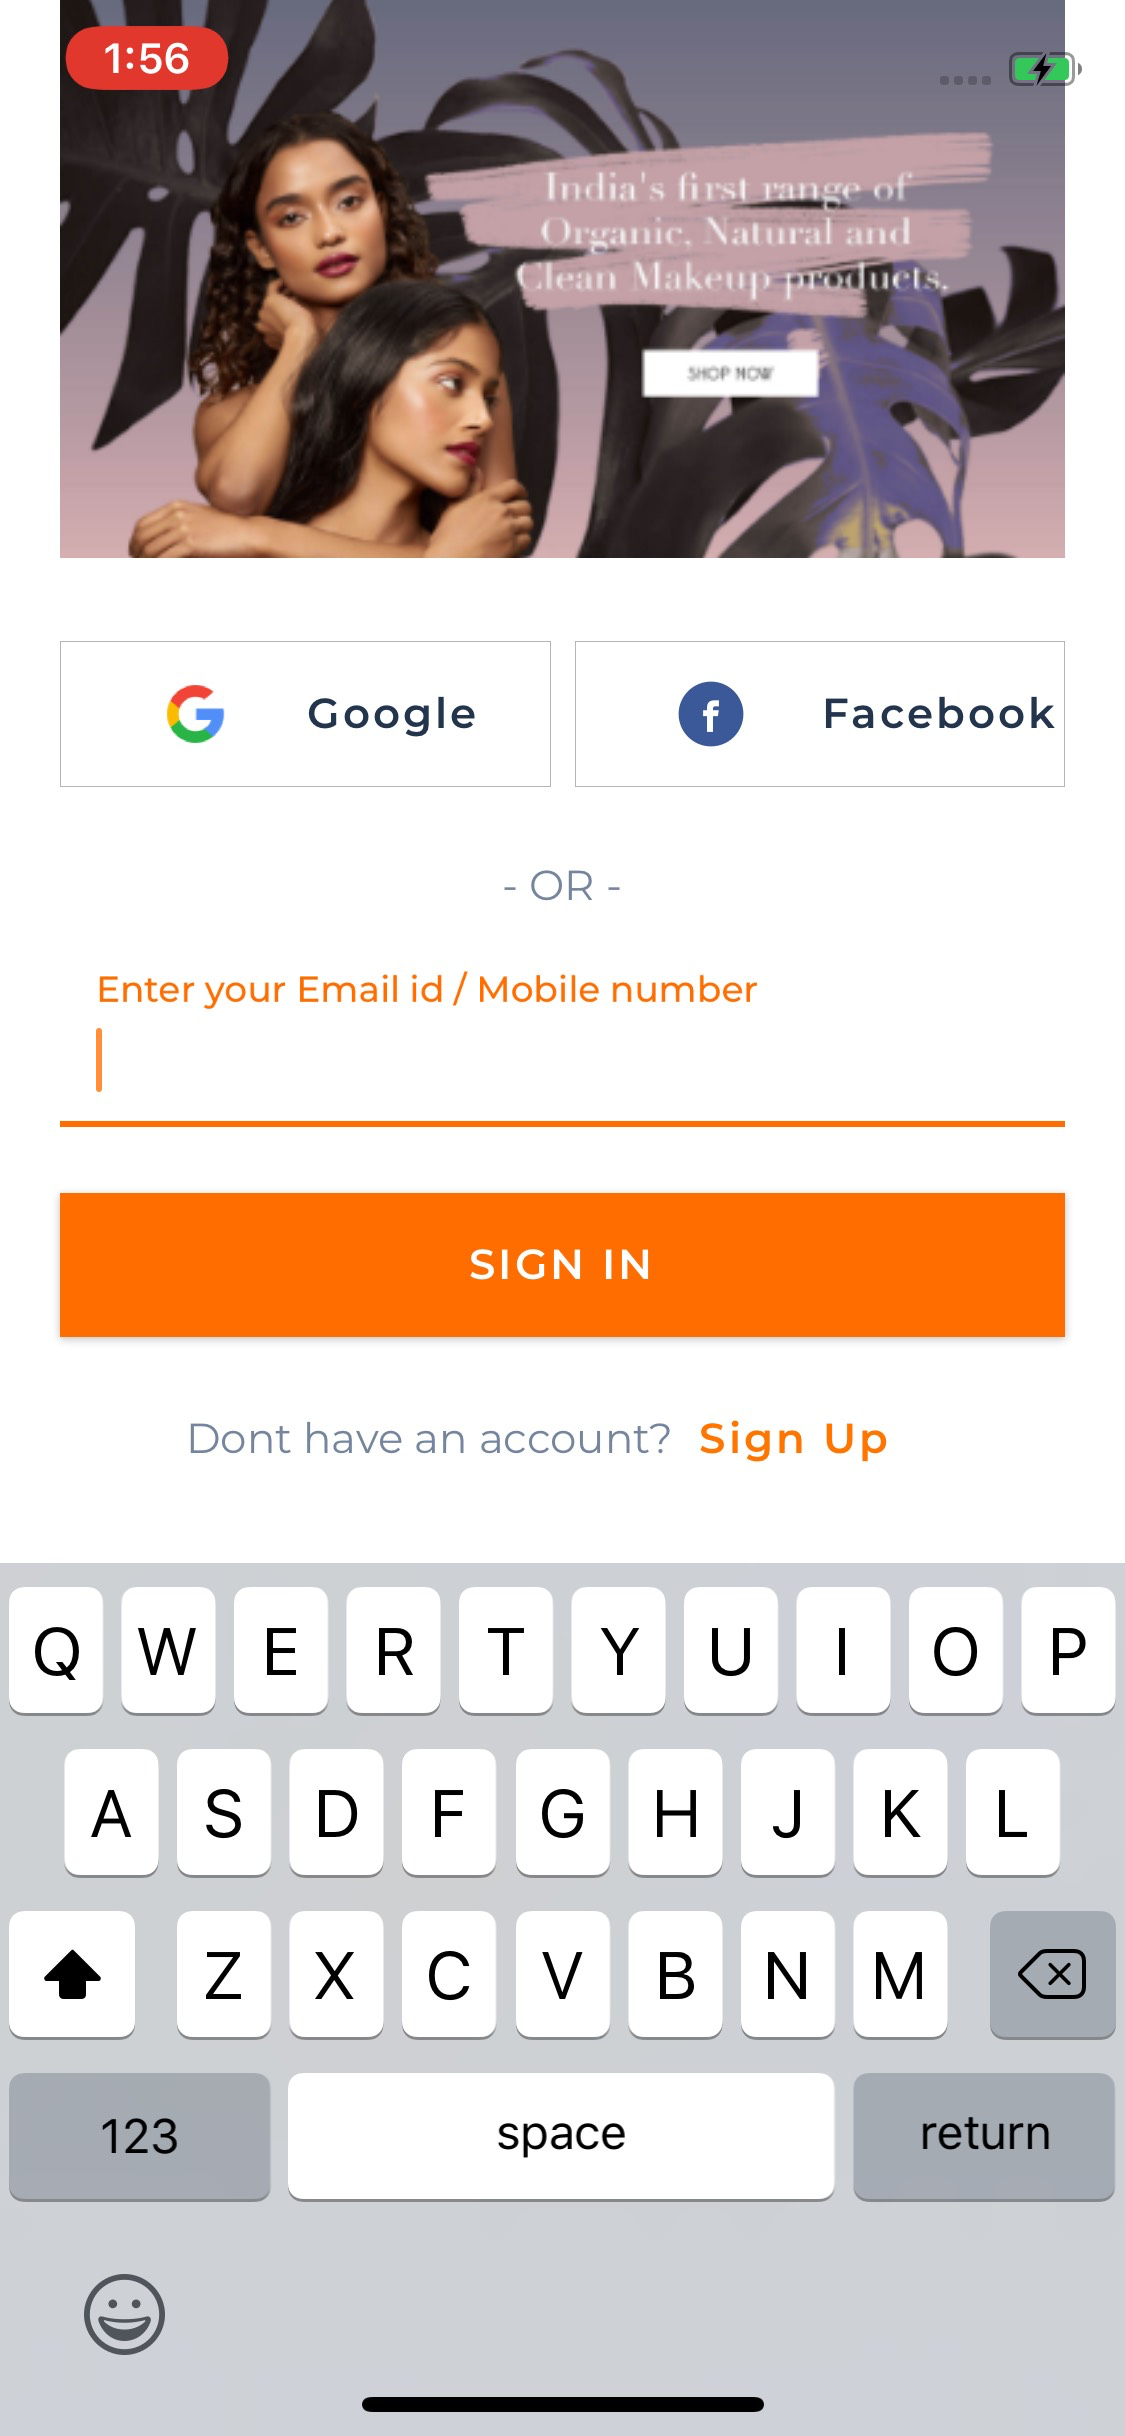 1:56
India's first range of
Organic, Natural and
Clean Makeup products.
SHOP NOW
Google
Facebook
- OR -
Enter your Email id / Mobile number
SIGN IN
Dont have an account? Sign Up
Q W E R T Y U I O P
A S D F G H J K L
Z X C V B N M
123 space return